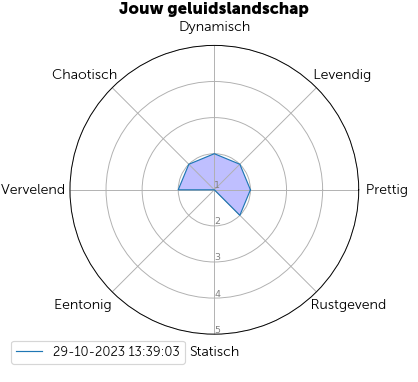 Jouw geluidslandschap
Dynamisch
Chaotisch
Levendig
Vervelend
1
Prettig
2
3
Eentonig
4
Rustgevend
5
29-10-2023 13:39:03
Statisch